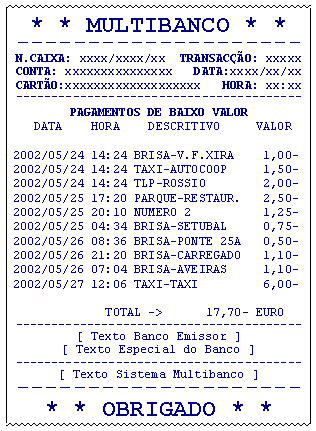 * * MULTIBANCO * *
N.CAIXA: xxxx/xxxx/xx TRANSACÇÃO: xxxxx
CONTA: xxxxxxxxxxxxxxx DATA:xxxx/xx/xx
CARTÃO:xxxxxxxxxxxxxxxxxxx HORA: xx:xx
PAGAMENTOS DE BAIXO VALOR
DATA HORA DESCRITIVO VALOR
2002/05/24 14:24 BRISA-V.F.XIRA 1,00-
2002/05/24 14:24 TAXI-AUTOCOOP 1,50-
2002/05/24 14:24 TLP-ROSSIO 2,00-
2002/05/25 17:20 PARQUE-RESTAUR. 2,50-
2002/05/25 20:10 NUMERO 2 1,25-
2002/05/25 04:34 BRISA-SETUBAL 0,75-
2002/05/26 08:36 BRISA-PONTE 25A 0,50-
2002/05/26 21:20 BRISA-CARREGADO 1,10-
2002/05/26 07:04 BRISA-AVEIRAS 1,10-
2002/05/27 12:06 TAXI-TAXI 6,00-
TOTAL -> 17,70- EURO
[ Texto Banco Emissor ]
[ Texto Especial do Banco ]
[ Texto Sistema Multibanco ]
* * OBRIGADO * *